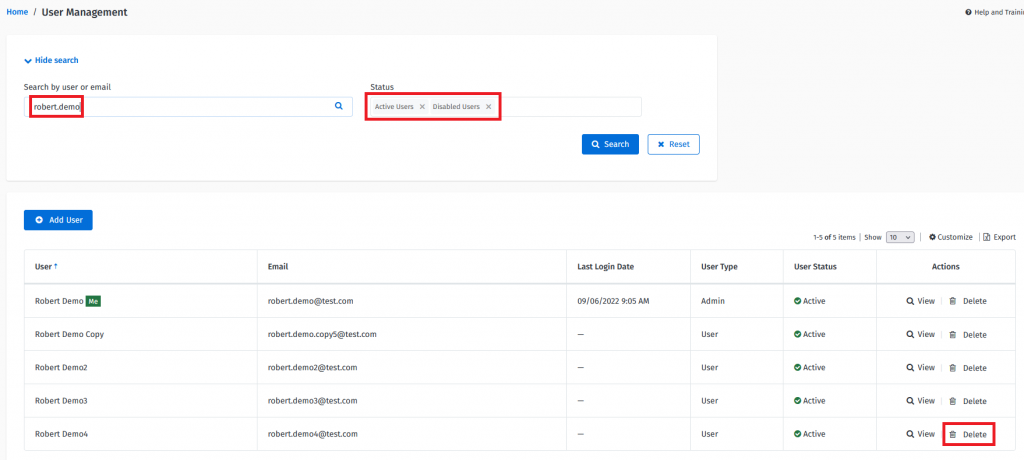 Home / User Management
Help and Traini
Hide search
Search by user or email
Status
robert.demo
Active Users × Disabled Users ×
Search
Reset
Add User
1-5 of 5 items | Show 10 | Customize | Export
User↑ Email Last Login Date User Type User Status Actions
Robert Demo Me robert.demo@test.com 09/06/2022 9:05 AM Admin Active View | Delete
Robert Demo Copy robert.demo.copy5@test.com — User Active View | Delete
Robert Demo2 robert.demo2@test.com — User Active View | Delete
Robert Demo3 robert.demo3@test.com — User Active View | Delete
Robert Demo4 robert.demo4@test.com — User Active View Delete